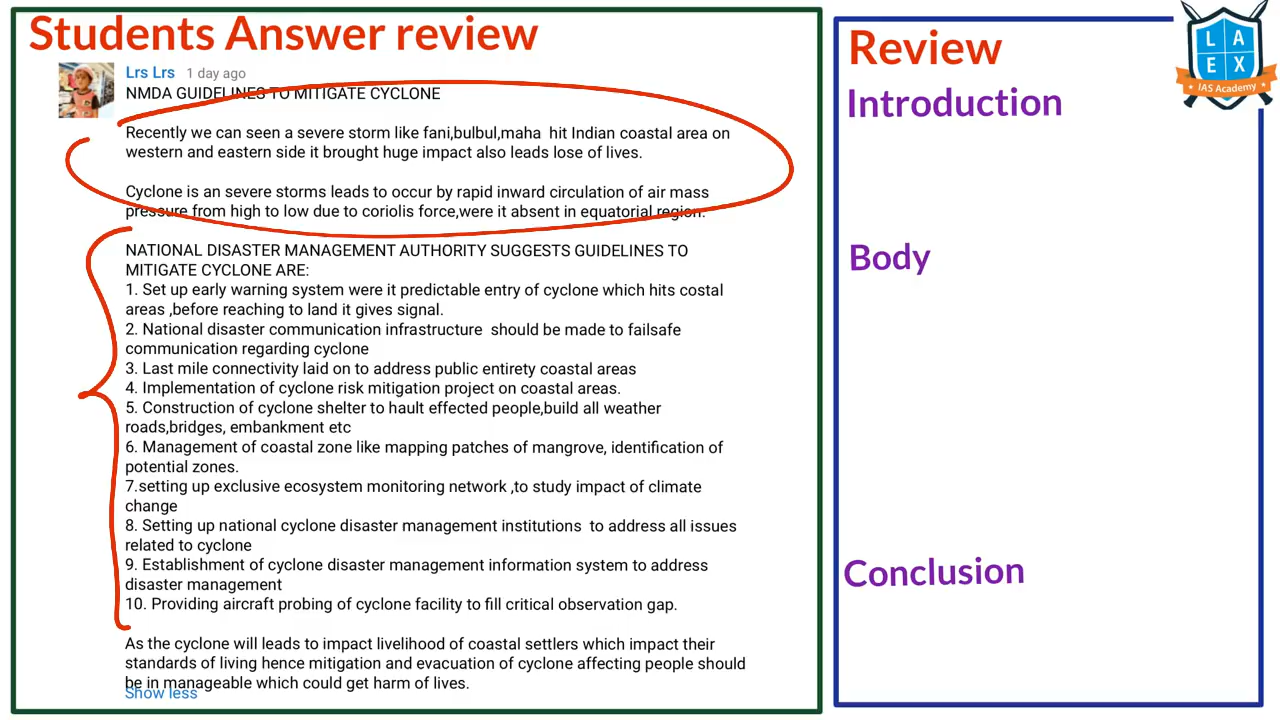 Students Answer review
Lrs Lrs 1 day ago
NMDA GUIDELINES TO MITIGATE CYCLONE
Recently we can seen a severe storm like fani,bulbul,maha hit Indian coastal area on
western and eastern side it brought huge impact also leads lose of lives.
Cyclone is an severe storms leads to occur by rapid inward circulation of air mass
pressure from high to low due to coriolis force,were it absent in equatorial region.
NATIONAL DISASTER MANAGEMENT AUTHORITY SUGGESTS GUIDELINES TO
MITIGATE CYCLONE ARE:
1. Set up early warning system were it predictable entry of cyclone which hits costal
areas ,before reaching to land it gives signal.
2. National disaster communication infrastructure should be made to failsafe
communication regarding cyclone
3. Last mile connectivity laid on to address public entirety coastal areas
4. Implementation of cyclone risk mitigation project on coastal areas.
5. Construction of cyclone shelter to hault effected people,build all weather
roads,bridges, embankment etc
6. Management of coastal zone like mapping patches of mangrove, identification of
potential zones.
7.setting up exclusive ecosystem monitoring network ,to study impact of climate
change
8. Setting up national cyclone disaster management institutions to address all issues
related to cyclone
9. Establishment of cyclone disaster management information system to address
disaster management
10. Providing aircraft probing of cyclone facility to fill critical observation gap.
As the cyclone will leads to impact livelihood of coastal settlers which impact their
standards of living hence mitigation and evacuation of cyclone affecting people should
be in manageable which could get harm of lives.
Show less
Review
Introduction
Body
Conclusion
L A
E X
IAS Academy